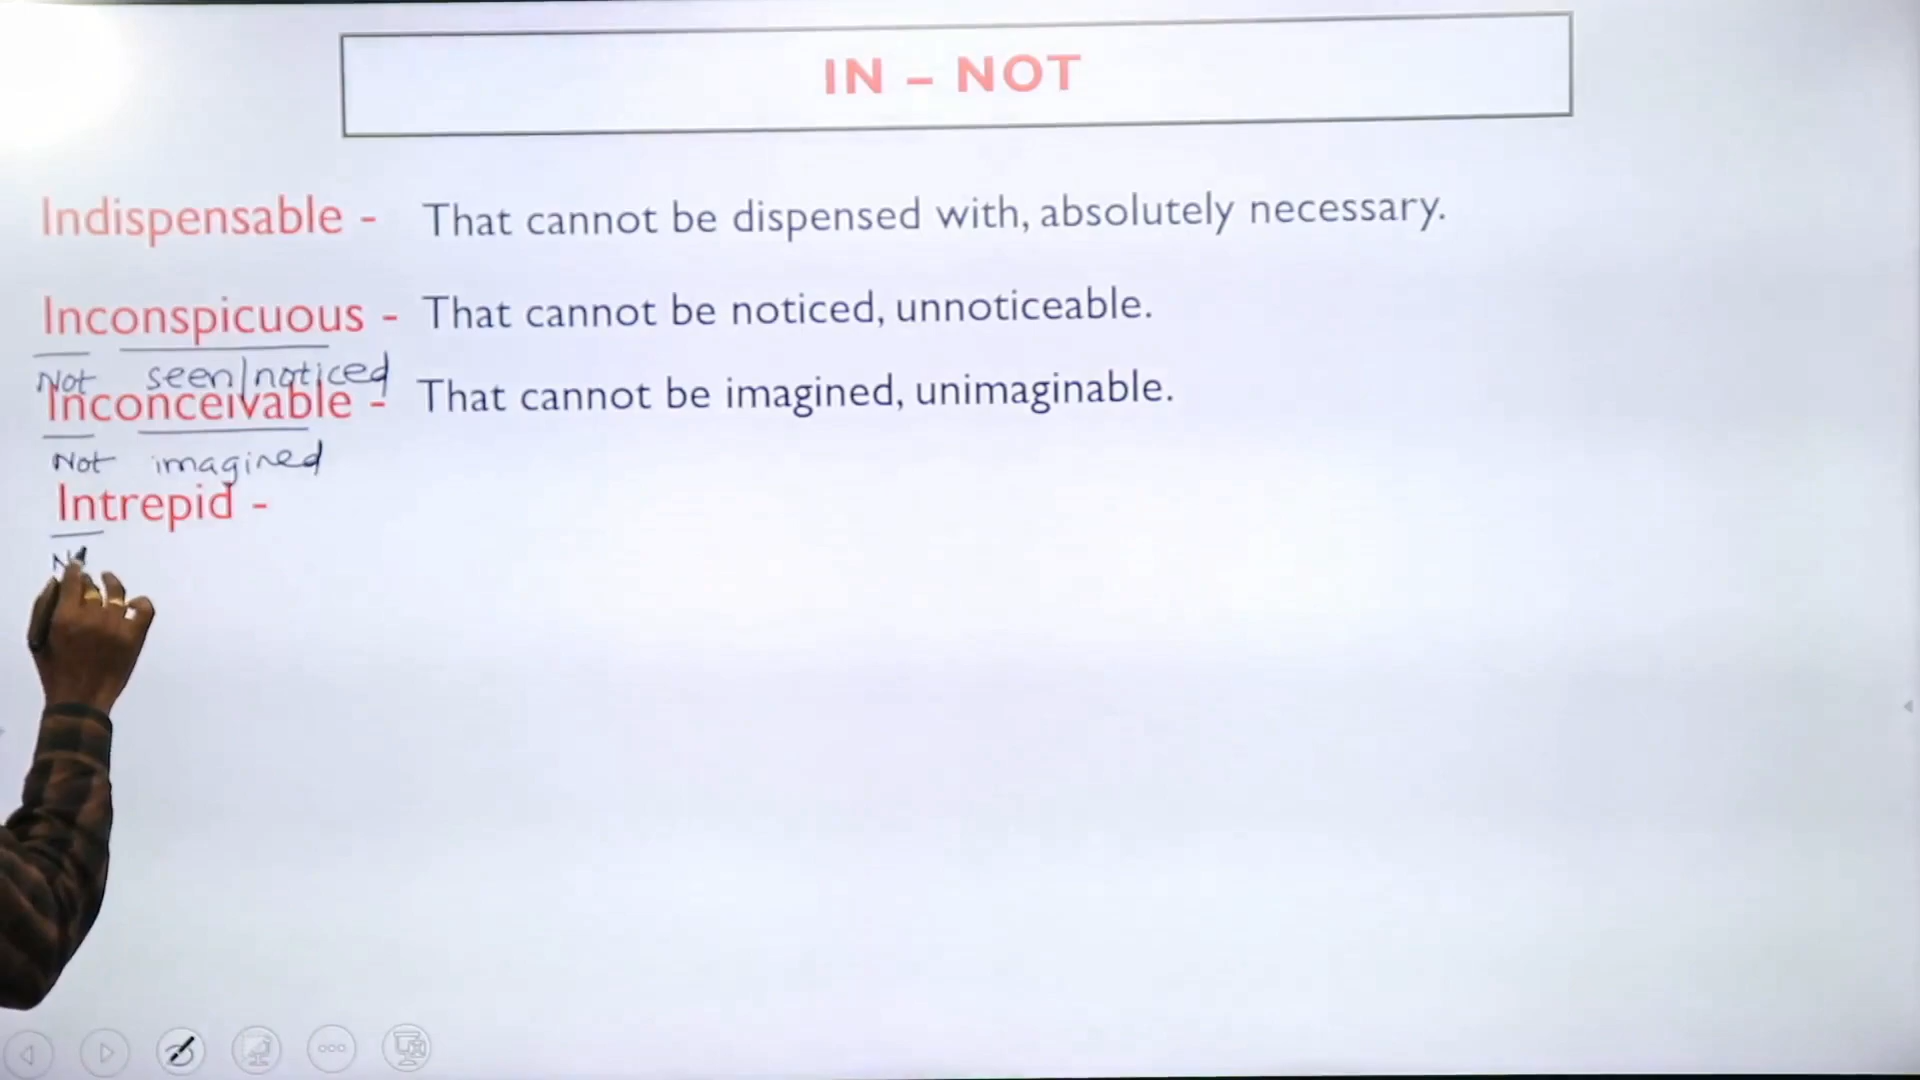 IN – NOT
Indispensable - That cannot be dispensed with, absolutely necessary.
Inconspicuous - That cannot be noticed, unnoticeable.
Not seen/noticed
Inconceivable - That cannot be imagined, unimaginable.
Not imagined
Intrepid -